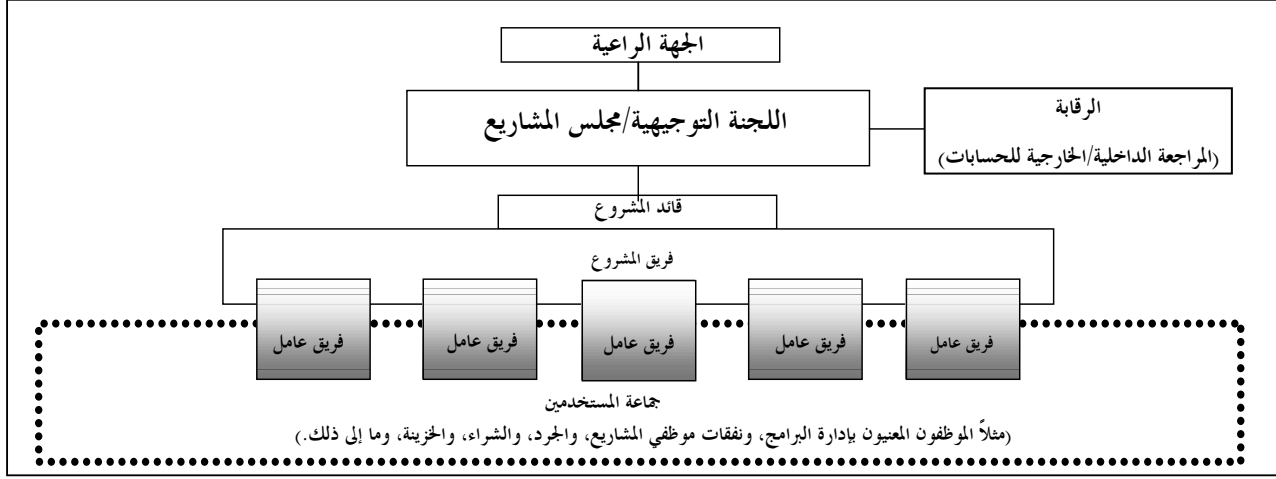 الجهة الراعية
اللجنة التوجيهية/مجلس المشاريع
الرقابة
(المراجعة الداخلية/الخارجية للحسابات)
قائد المشروع
فريق المشروع
فريق عامل
فريق عامل
فريق عامل
فريق عامل
فريق عامل
جماعة المستخدمين
(مثلاً الموظفون المعنيون بإدارة البرامج، ونفقات موظفي المشاريع، والجرد، والشراء، والخزينة، وما إلى ذلك.)